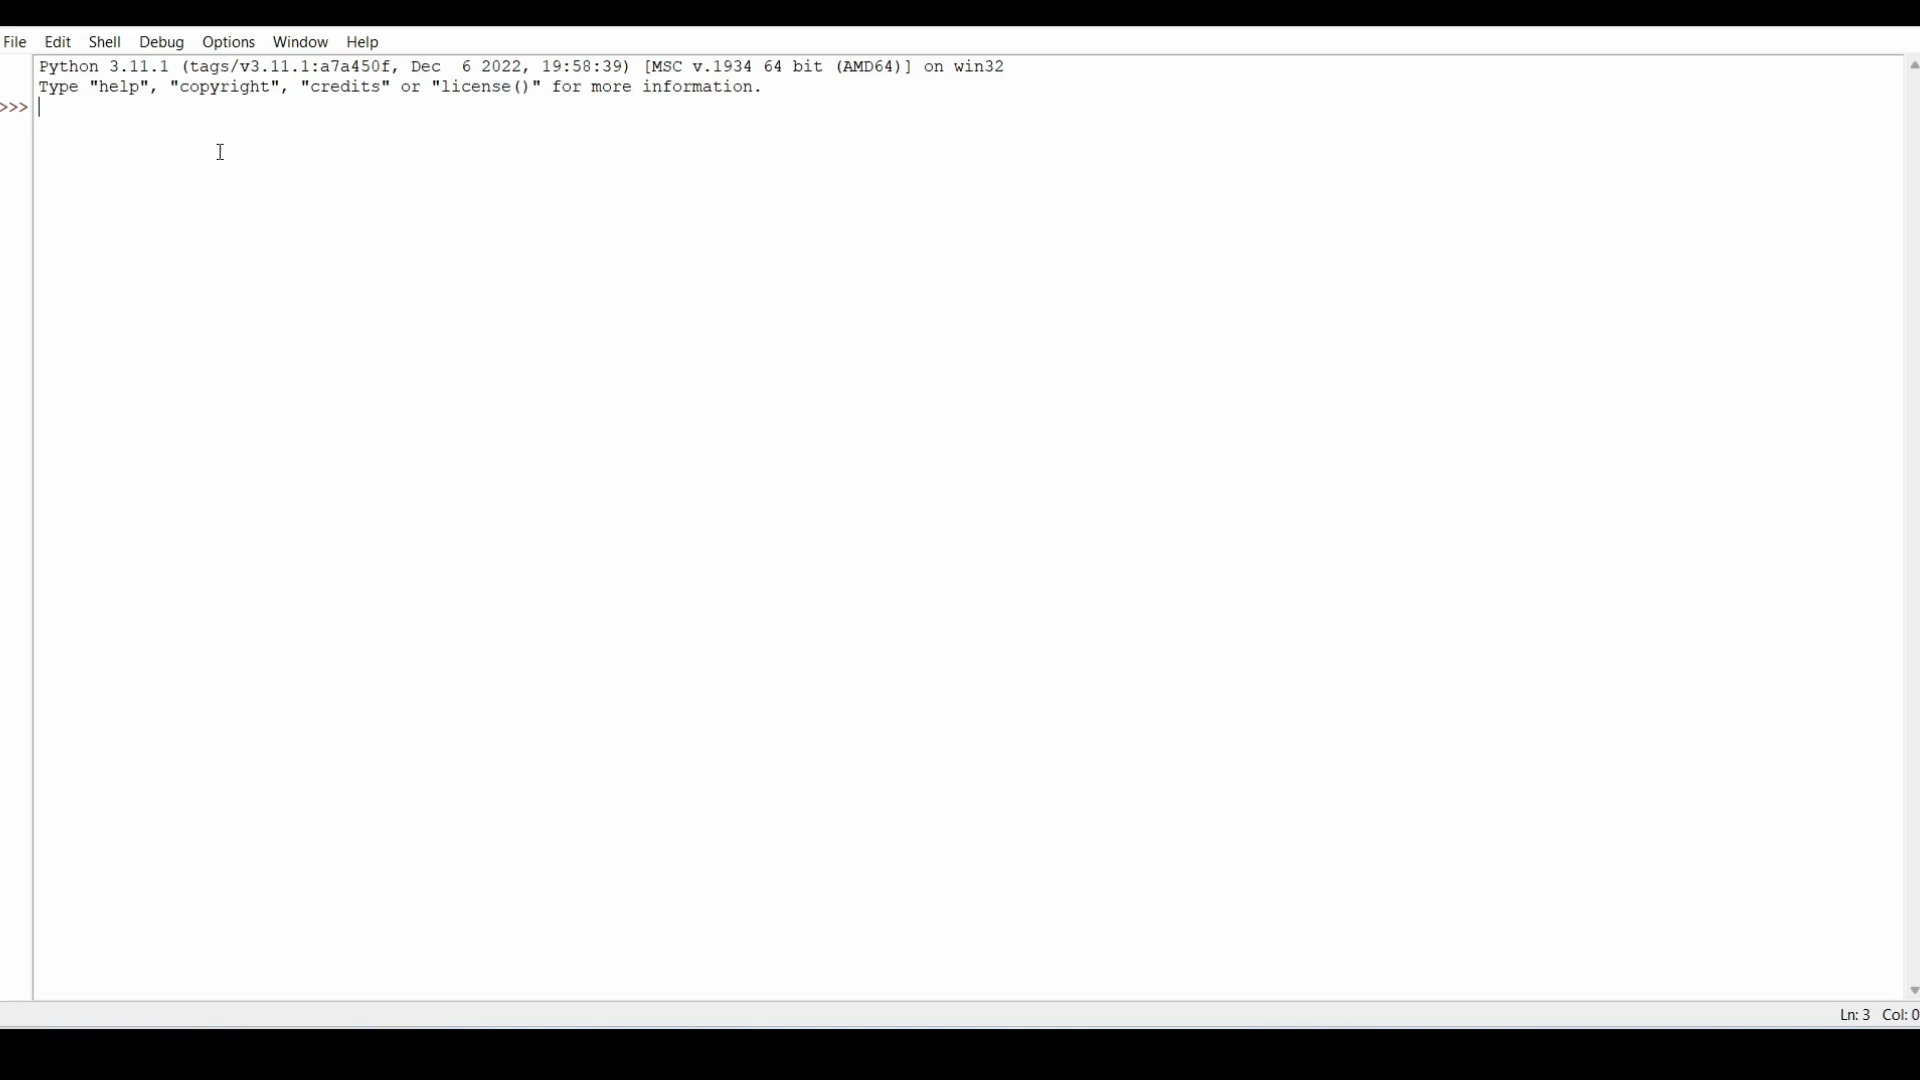 File Edit Shell Debug Options Window Help
Python 3.11.1 (tags/v3.11.1:a7a450f, Dec  6 2022, 19:58:39) [MSC v.1934 64 bit (AMD64)] on win32
Type "help", "copyright", "credits" or "license()" for more information.
>>>
Ln: 3 Col: 0